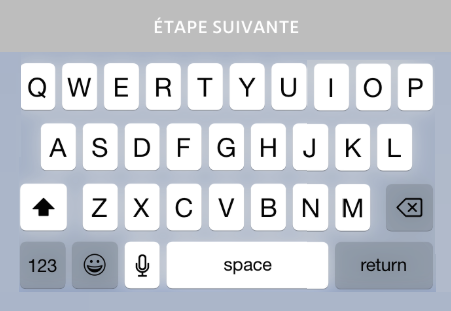 ÉTAPE SUIVANTE
Q W E R T Y U I O P
A S D F G H J K L
Z X C V B N M
123 space return